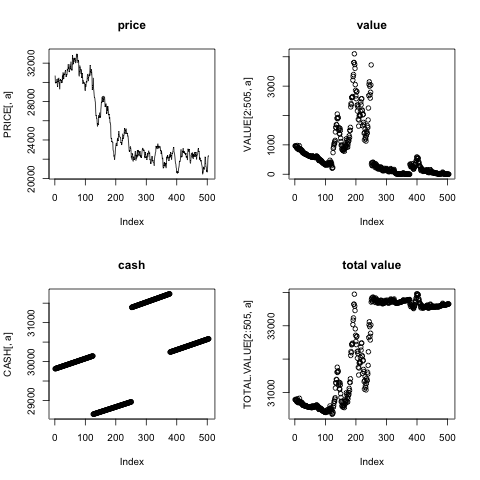 price
PRICE[, a]
20000 24000 28000 32000
0 100 200 300 400 500
Index
value
VALUE[2:505, a]
0 1000 3000
0 100 200 300 400 500
Index
cash
CASH[, a]
29000 30000 31000
0 100 200 300 400 500
Index
total value
TOTAL.VALUE[2:505, a]
31000 33000
0 100 200 300 400 500
Index